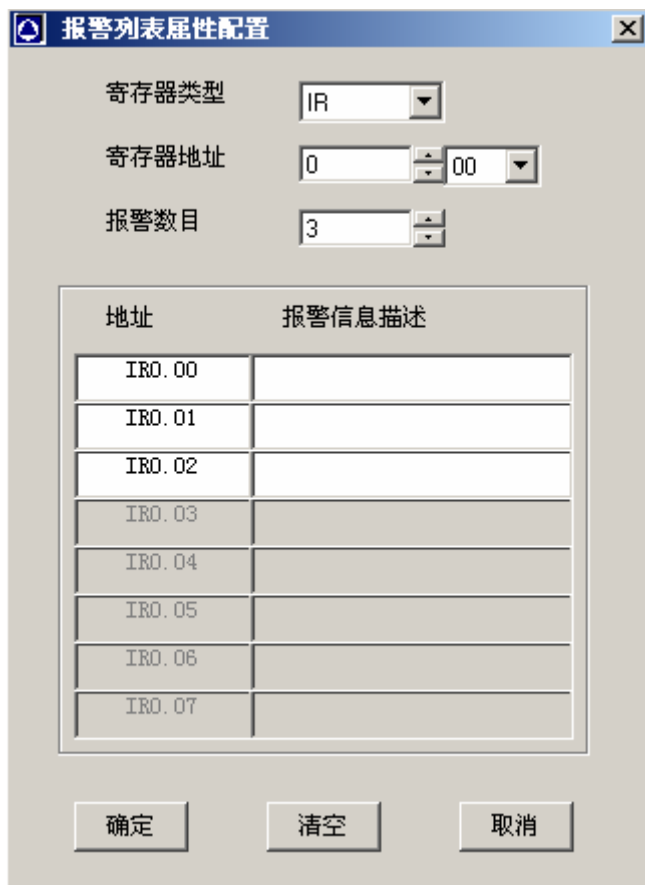 报警列表属性配置
寄存器类型 IR
寄存器地址 0 00
报警数目 3
地址 报警信息描述
IR0.00
IR0.01
IR0.02
IR0.03
IR0.04
IR0.05
IR0.06
IR0.07
确定 清空 取消